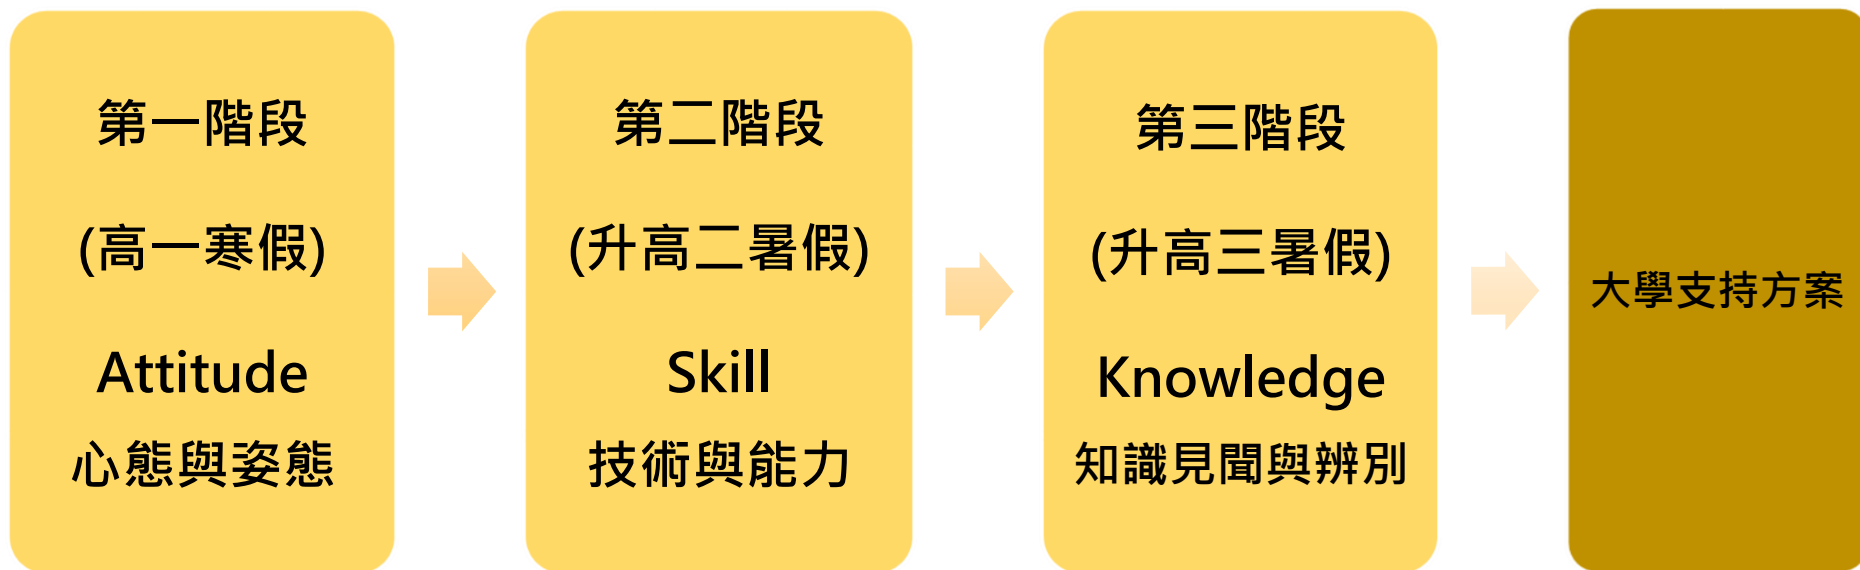 第一階段
(高一寒假)
Attitude
心態與姿態
第二階段
(升高二暑假)
Skill
技術與能力
第三階段
(升高三暑假)
Knowledge
知識見聞與辨別
大學支持方案